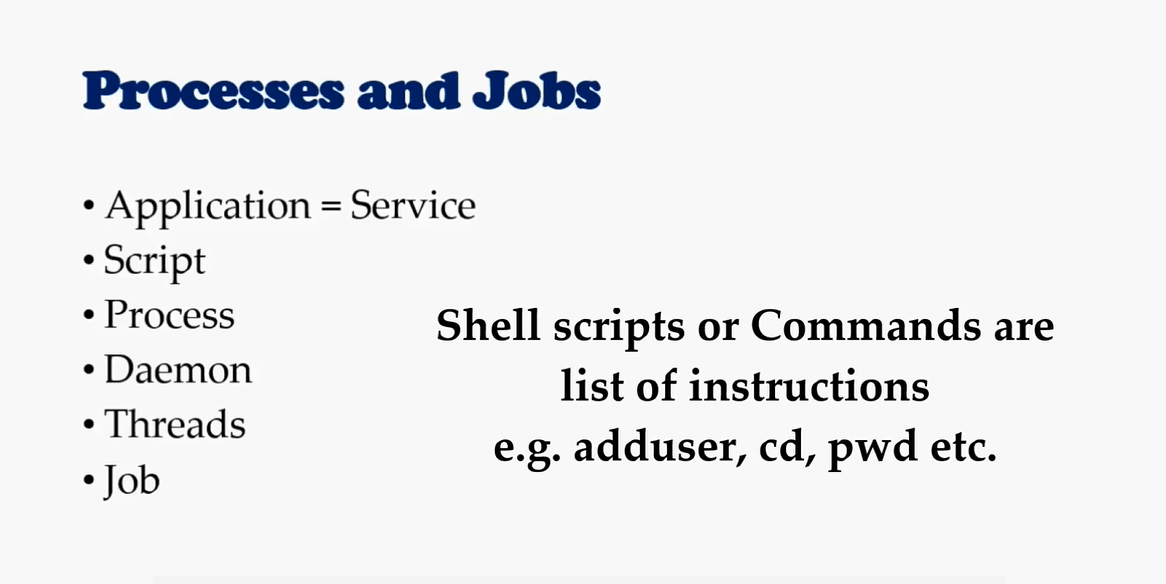 Processes and Jobs
• Application = Service
• Script
• Process
• Daemon
• Threads
• Job
Shell scripts or Commands are
list of instructions
e.g. adduser, cd, pwd etc.